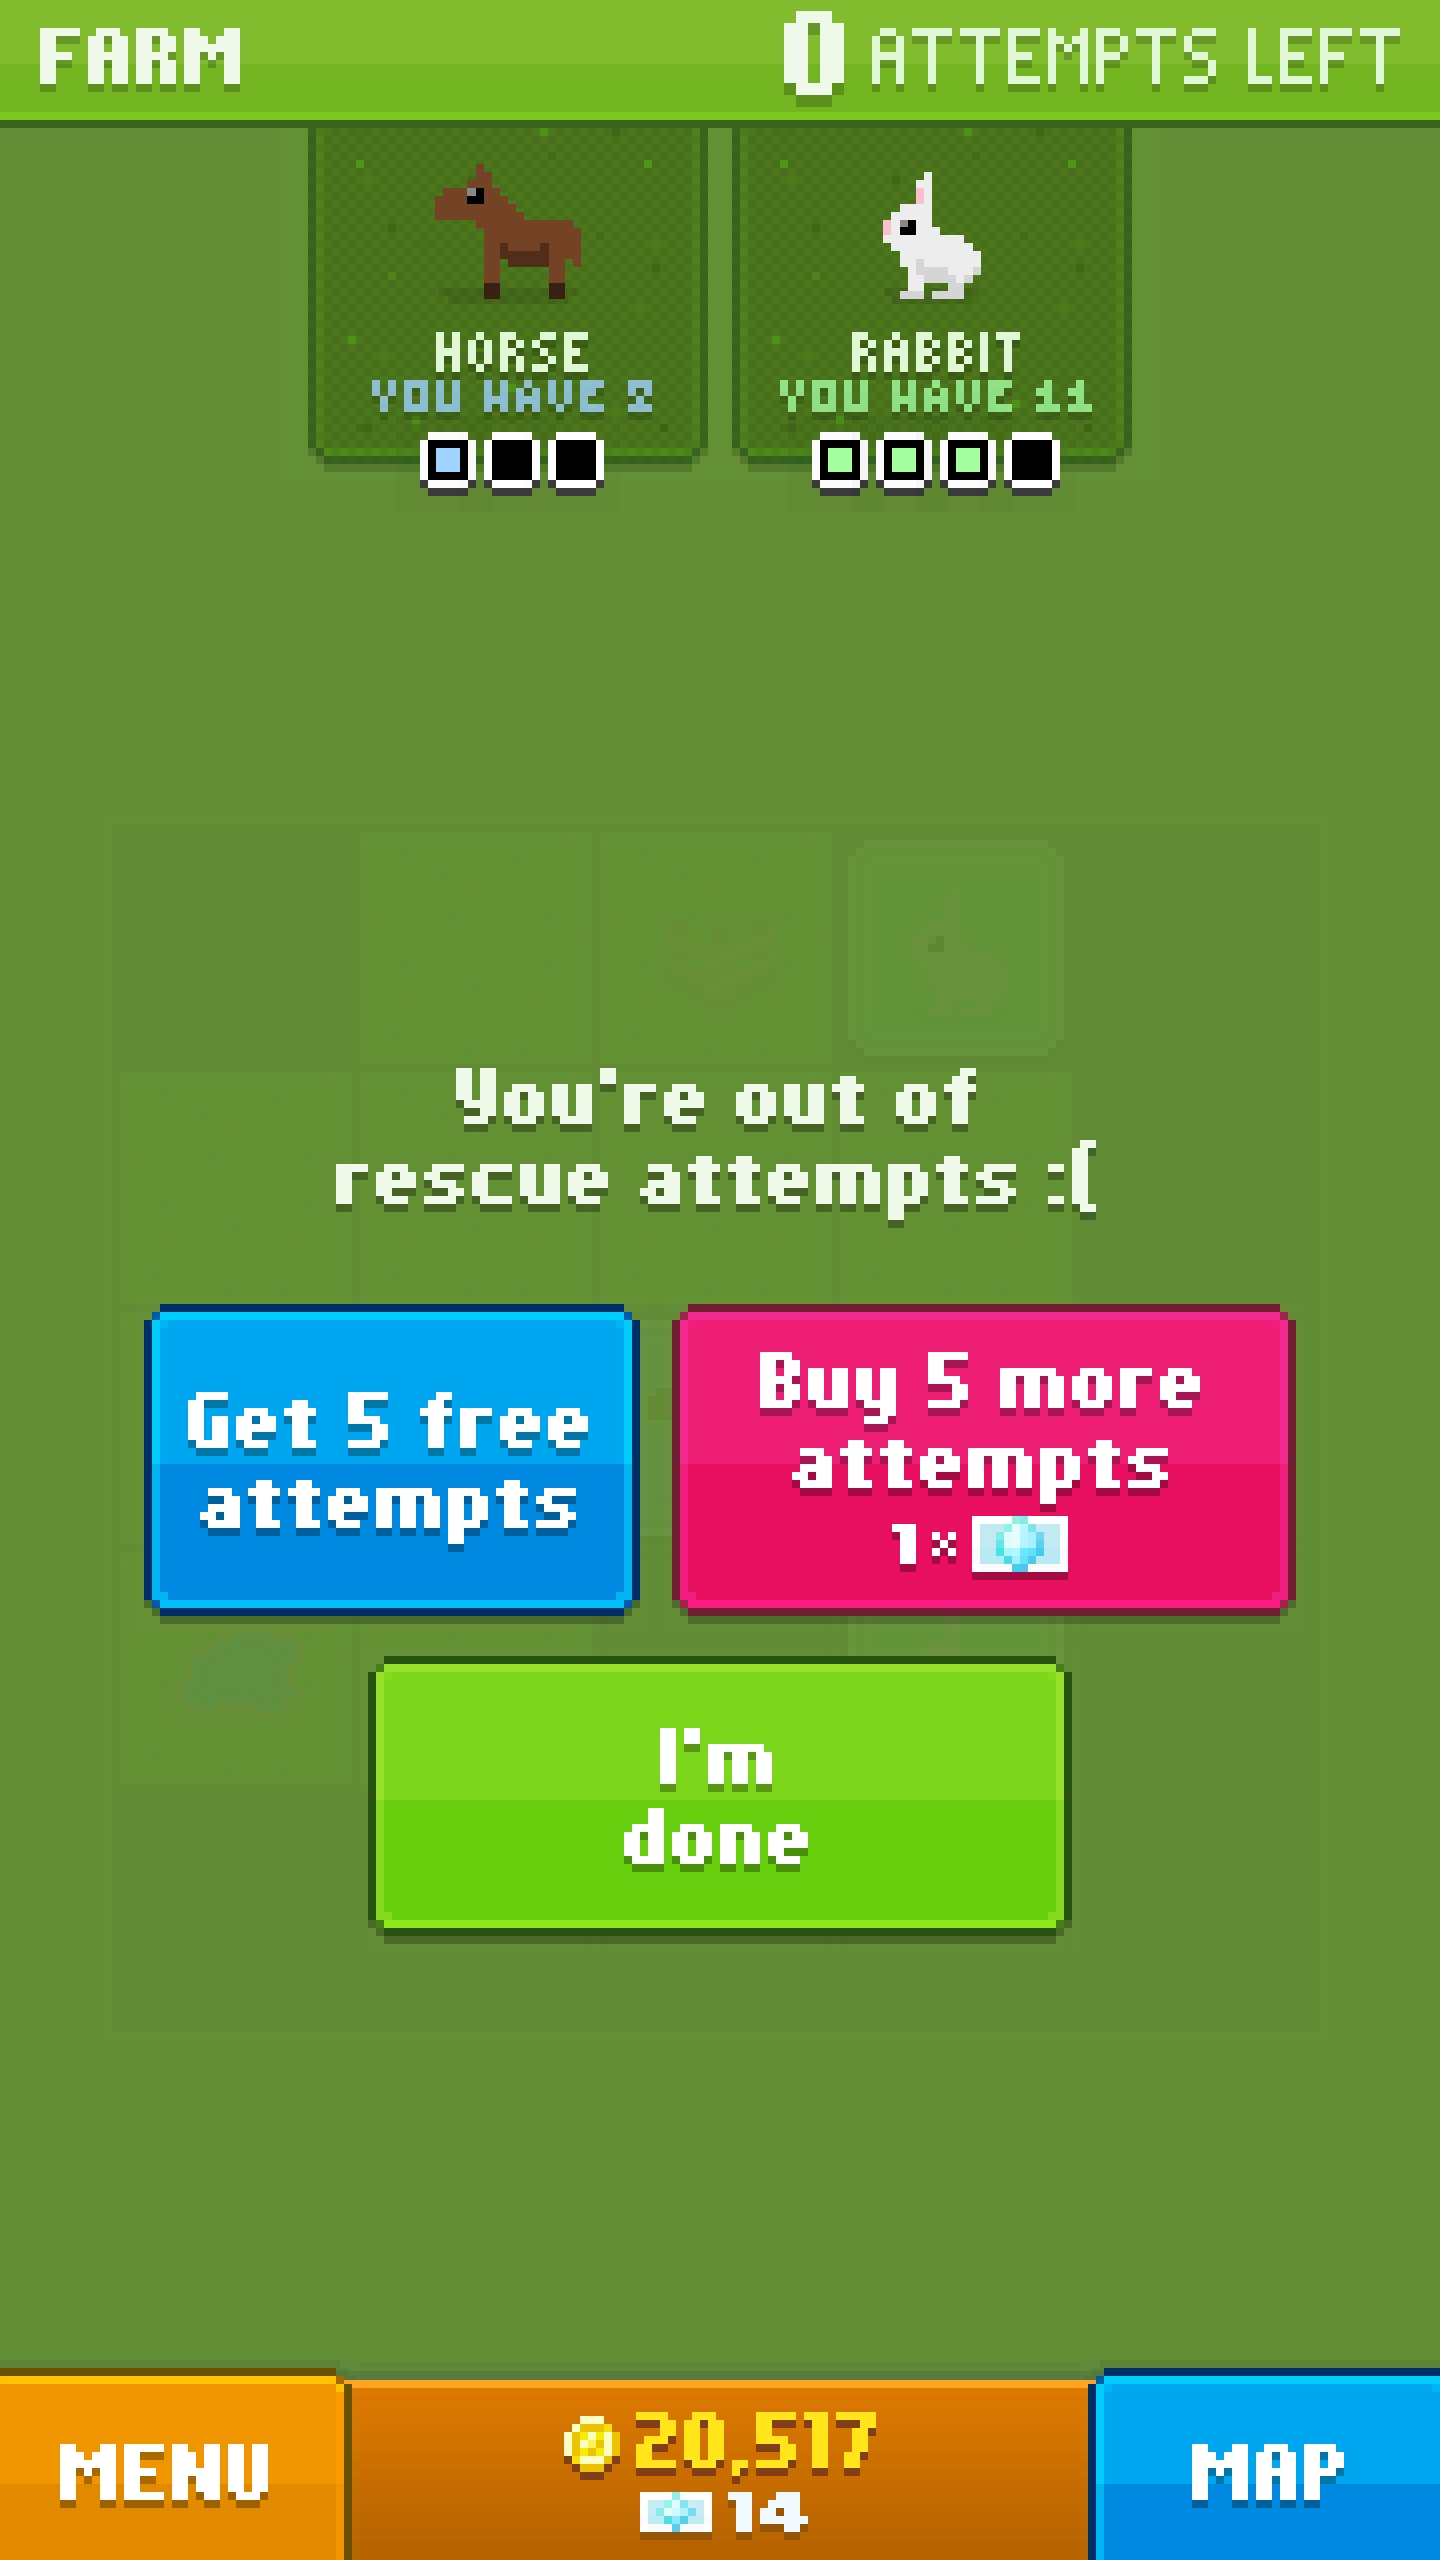 FARM
0 ATTEMPTS LEFT
HORSE
YOU HAVE 2
RABBIT
YOU HAVE 11
You're out of
rescue attempts :(
Get 5 free
attempts
Buy 5 more
attempts
1×
I'm
done
MENU
20,517
14
MAP